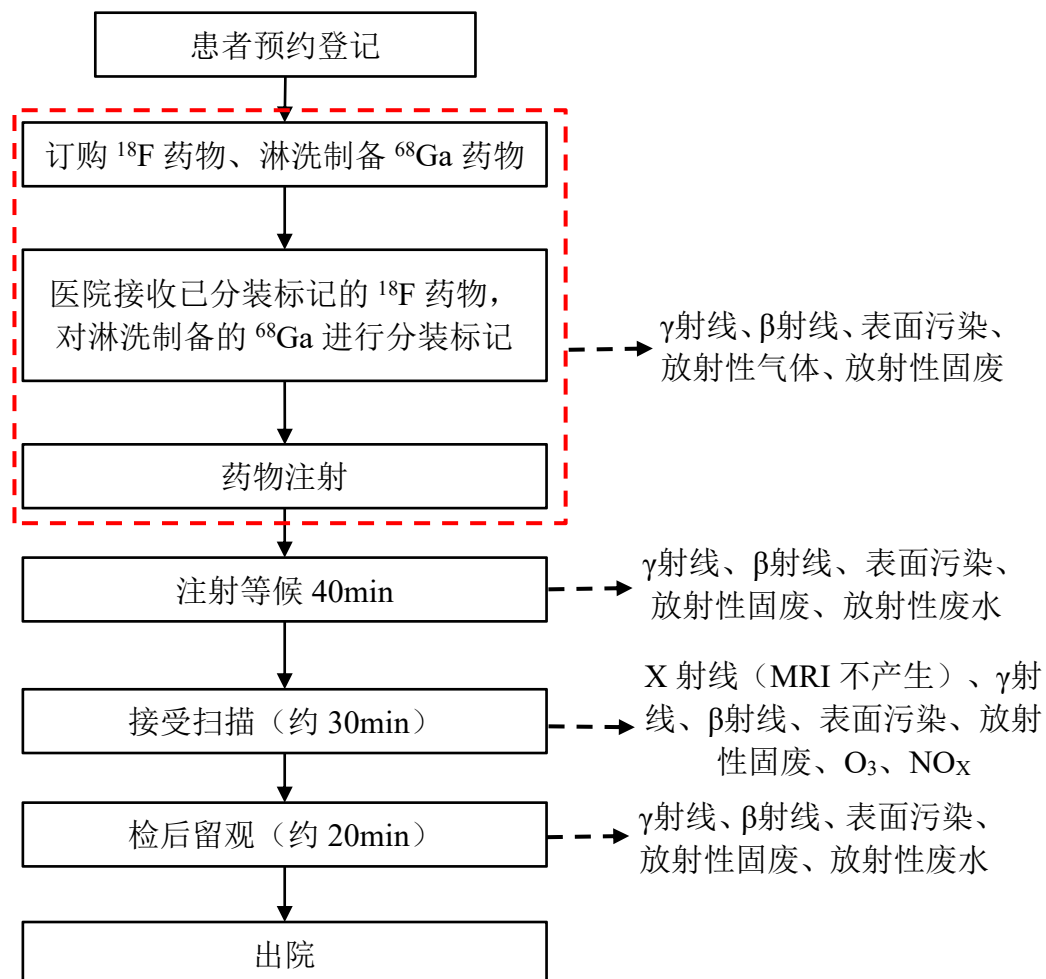 患者预约登记
订购 ¹⁸F 药物、淋洗制备 ⁶⁸Ga 药物
医院接收已分装标记的 ¹⁸F 药物，
对淋洗制备的 ⁶⁸Ga 进行分装标记
γ射线、β射线、表面污染、
放射性气体、放射性固废
药物注射
注射等候 40min
γ射线、β射线、表面污染、
放射性固废、放射性废水
接受扫描（约 30min）
X 射线（MRI 不产生）、γ射
线、β射线、表面污染、放射
性固废、O₃、NOX
检后留观（约 20min）
γ射线、β射线、表面污染、
放射性固废、放射性废水
出院